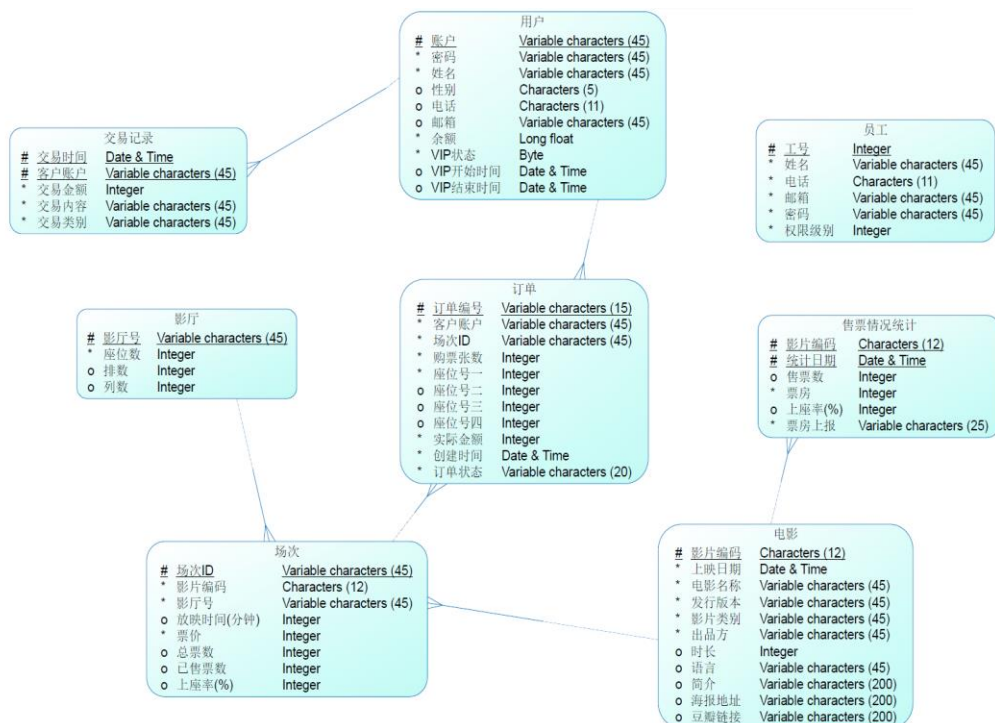 用户
# 账户 Variable characters (45)
* 密码 Variable characters (45)
* 姓名 Variable characters (45)
o 性别 Characters (5)
o 电话 Characters (11)
o 邮箱 Variable characters (45)
* 余额 Long float
* VIP状态 Byte
o VIP开始时间 Date & Time
o VIP结束时间 Date & Time
交易记录
# 交易时间 Date & Time
# 客户账户 Variable characters (45)
* 交易金额 Integer
* 交易内容 Variable characters (45)
* 交易类别 Variable characters (45)
员工
# 工号 Integer
* 姓名 Variable characters (45)
* 电话 Characters (11)
* 邮箱 Variable characters (45)
* 密码 Variable characters (45)
* 权限级别 Integer
影厅
# 影厅号 Variable characters (45)
* 座位数 Integer
o 排数 Integer
o 列数 Integer
订单
# 订单编号 Variable characters (15)
* 客户账户 Variable characters (45)
* 场次ID Variable characters (45)
* 购票张数 Integer
* 座位号一 Integer
o 座位号二 Integer
o 座位号三 Integer
o 座位号四 Integer
* 实际金额 Integer
* 创建时间 Date & Time
* 订单状态 Variable characters (20)
售票情况统计
# 影片编码 Characters (12)
# 统计日期 Date & Time
o 售票数 Integer
* 票房 Integer
o 上座率(%) Integer
* 票房上报 Variable characters (25)
场次
# 场次ID Variable characters (45)
* 影片编码 Characters (12)
* 影厅号 Variable characters (45)
o 放映时间(分钟) Integer
* 票价 Integer
o 总票数 Integer
o 已售票数 Integer
o 上座率(%) Integer
电影
# 影片编码 Characters (12)
* 上映日期 Date & Time
* 电影名称 Variable characters (45)
* 发行版本 Variable characters (45)
* 影片类别 Variable characters (45)
* 出品方 Variable characters (45)
o 时长 Integer
o 语言 Variable characters (45)
o 简介 Variable characters (200)
o 海报地址 Variable characters (200)
o 豆瓣链接 Variable characters (200)